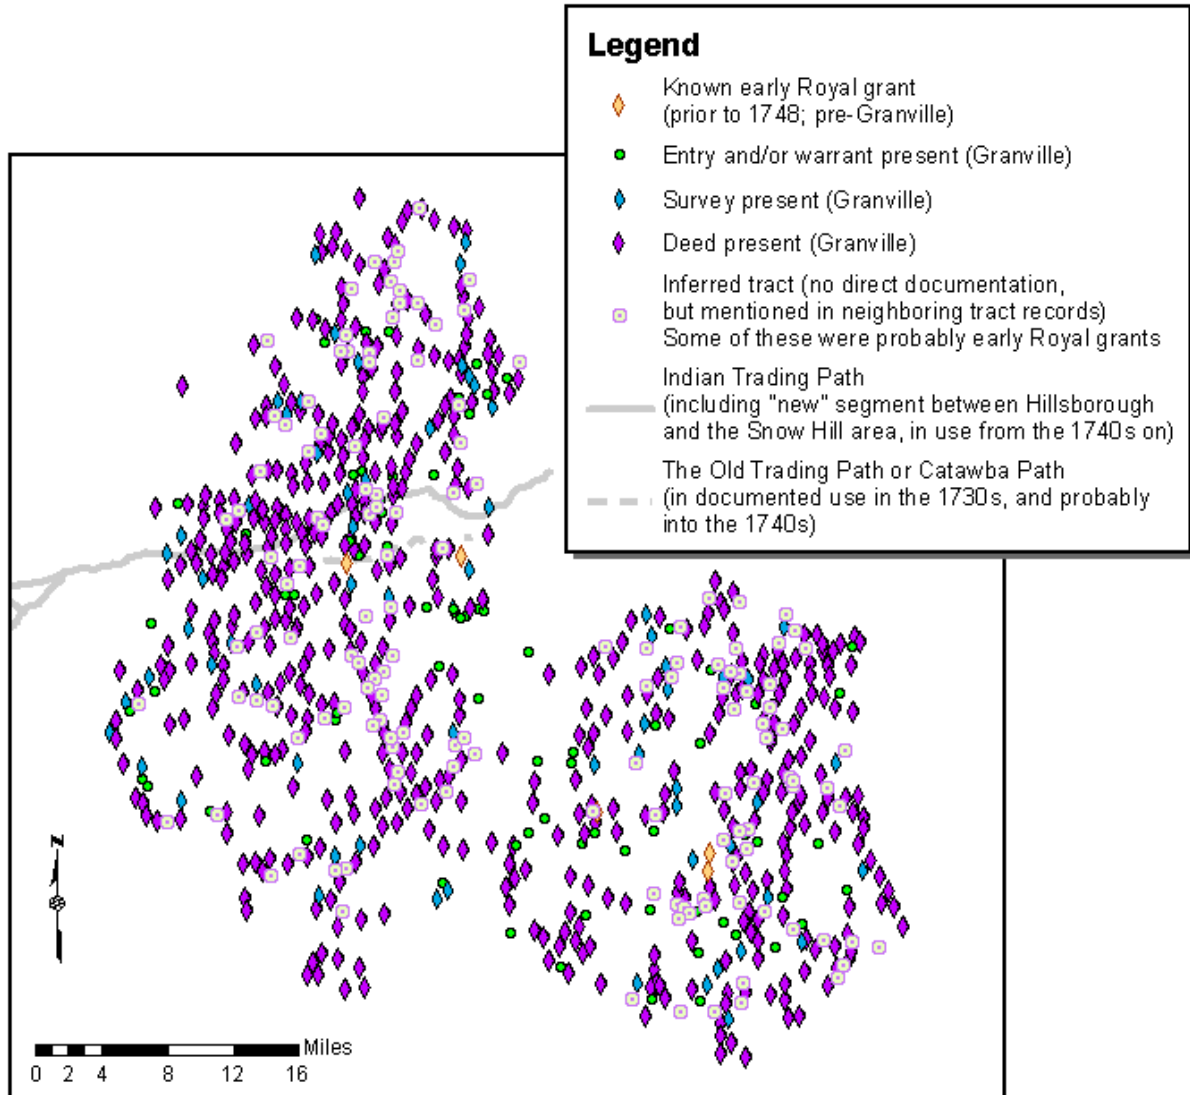 Legend
Known early Royal grant
(prior to 1748; pre-Granville)
Entry and/or warrant present (Granville)
Survey present (Granville)
Deed present (Granville)
Inferred tract (no direct documentation,
but mentioned in neighboring tract records)
Some of these were probably early Royal grants
Indian Trading Path
(including "new" segment between Hillsborough
and the Snow Hill area, in use from the 1740s on)
The Old Trading Path or Catawba Path
(in documented use in the 1730s, and probably
into the 1740s)
N
Miles
0 2 4 8 12 16